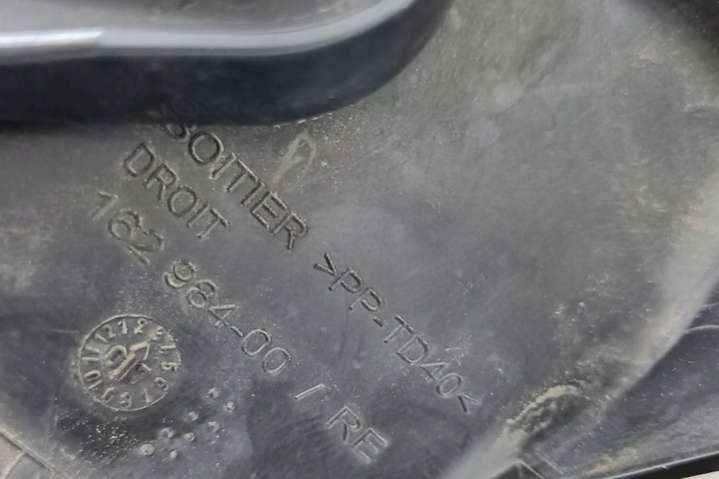 BOITIER >PP-TD40<
DROIT
162 984-00 / RE